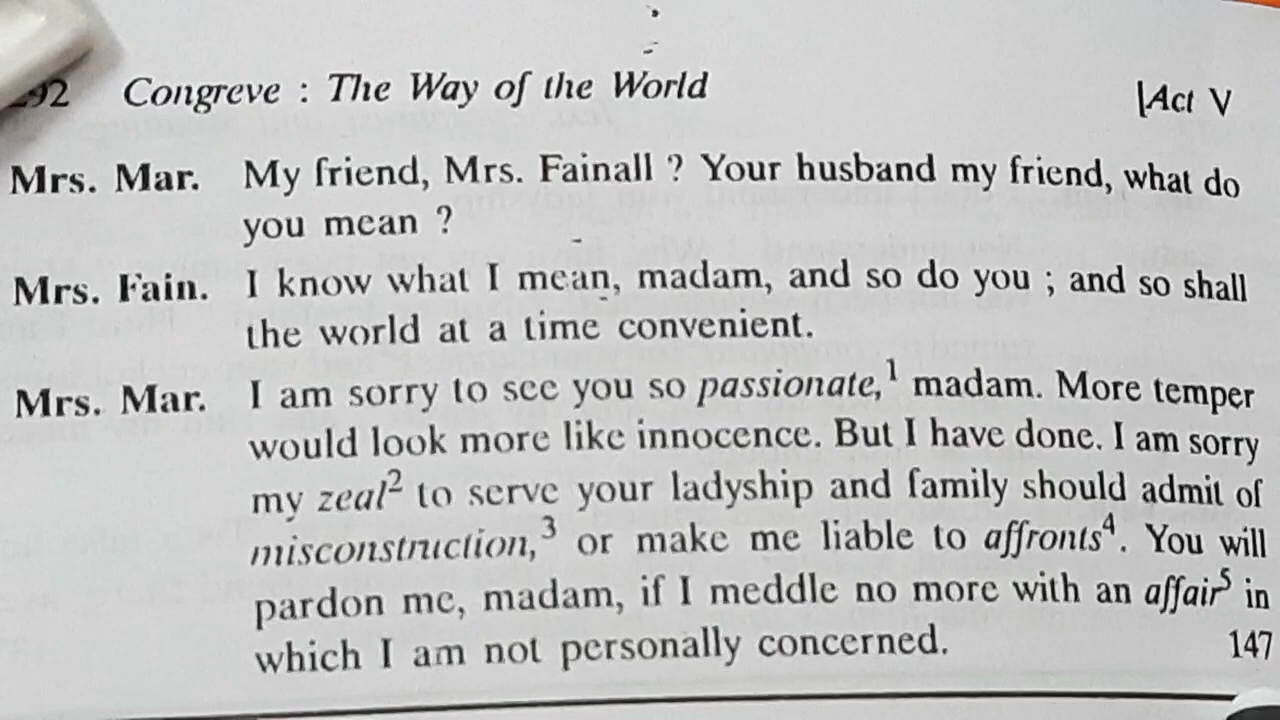 92 Congreve : The Way of the World [Act V
Mrs. Mar. My friend, Mrs. Fainall ? Your husband my friend, what do
you mean ?
Mrs. Fain. I know what I mean, madam, and so do you ; and so shall
the world at a time convenient.
Mrs. Mar. I am sorry to see you so passionate,¹ madam. More temper
would look more like innocence. But I have done. I am sorry
my zeal² to serve your ladyship and family should admit of
misconstruction,³ or make me liable to affronts⁴. You will
pardon me, madam, if I meddle no more with an affair⁵ in
which I am not personally concerned. 147